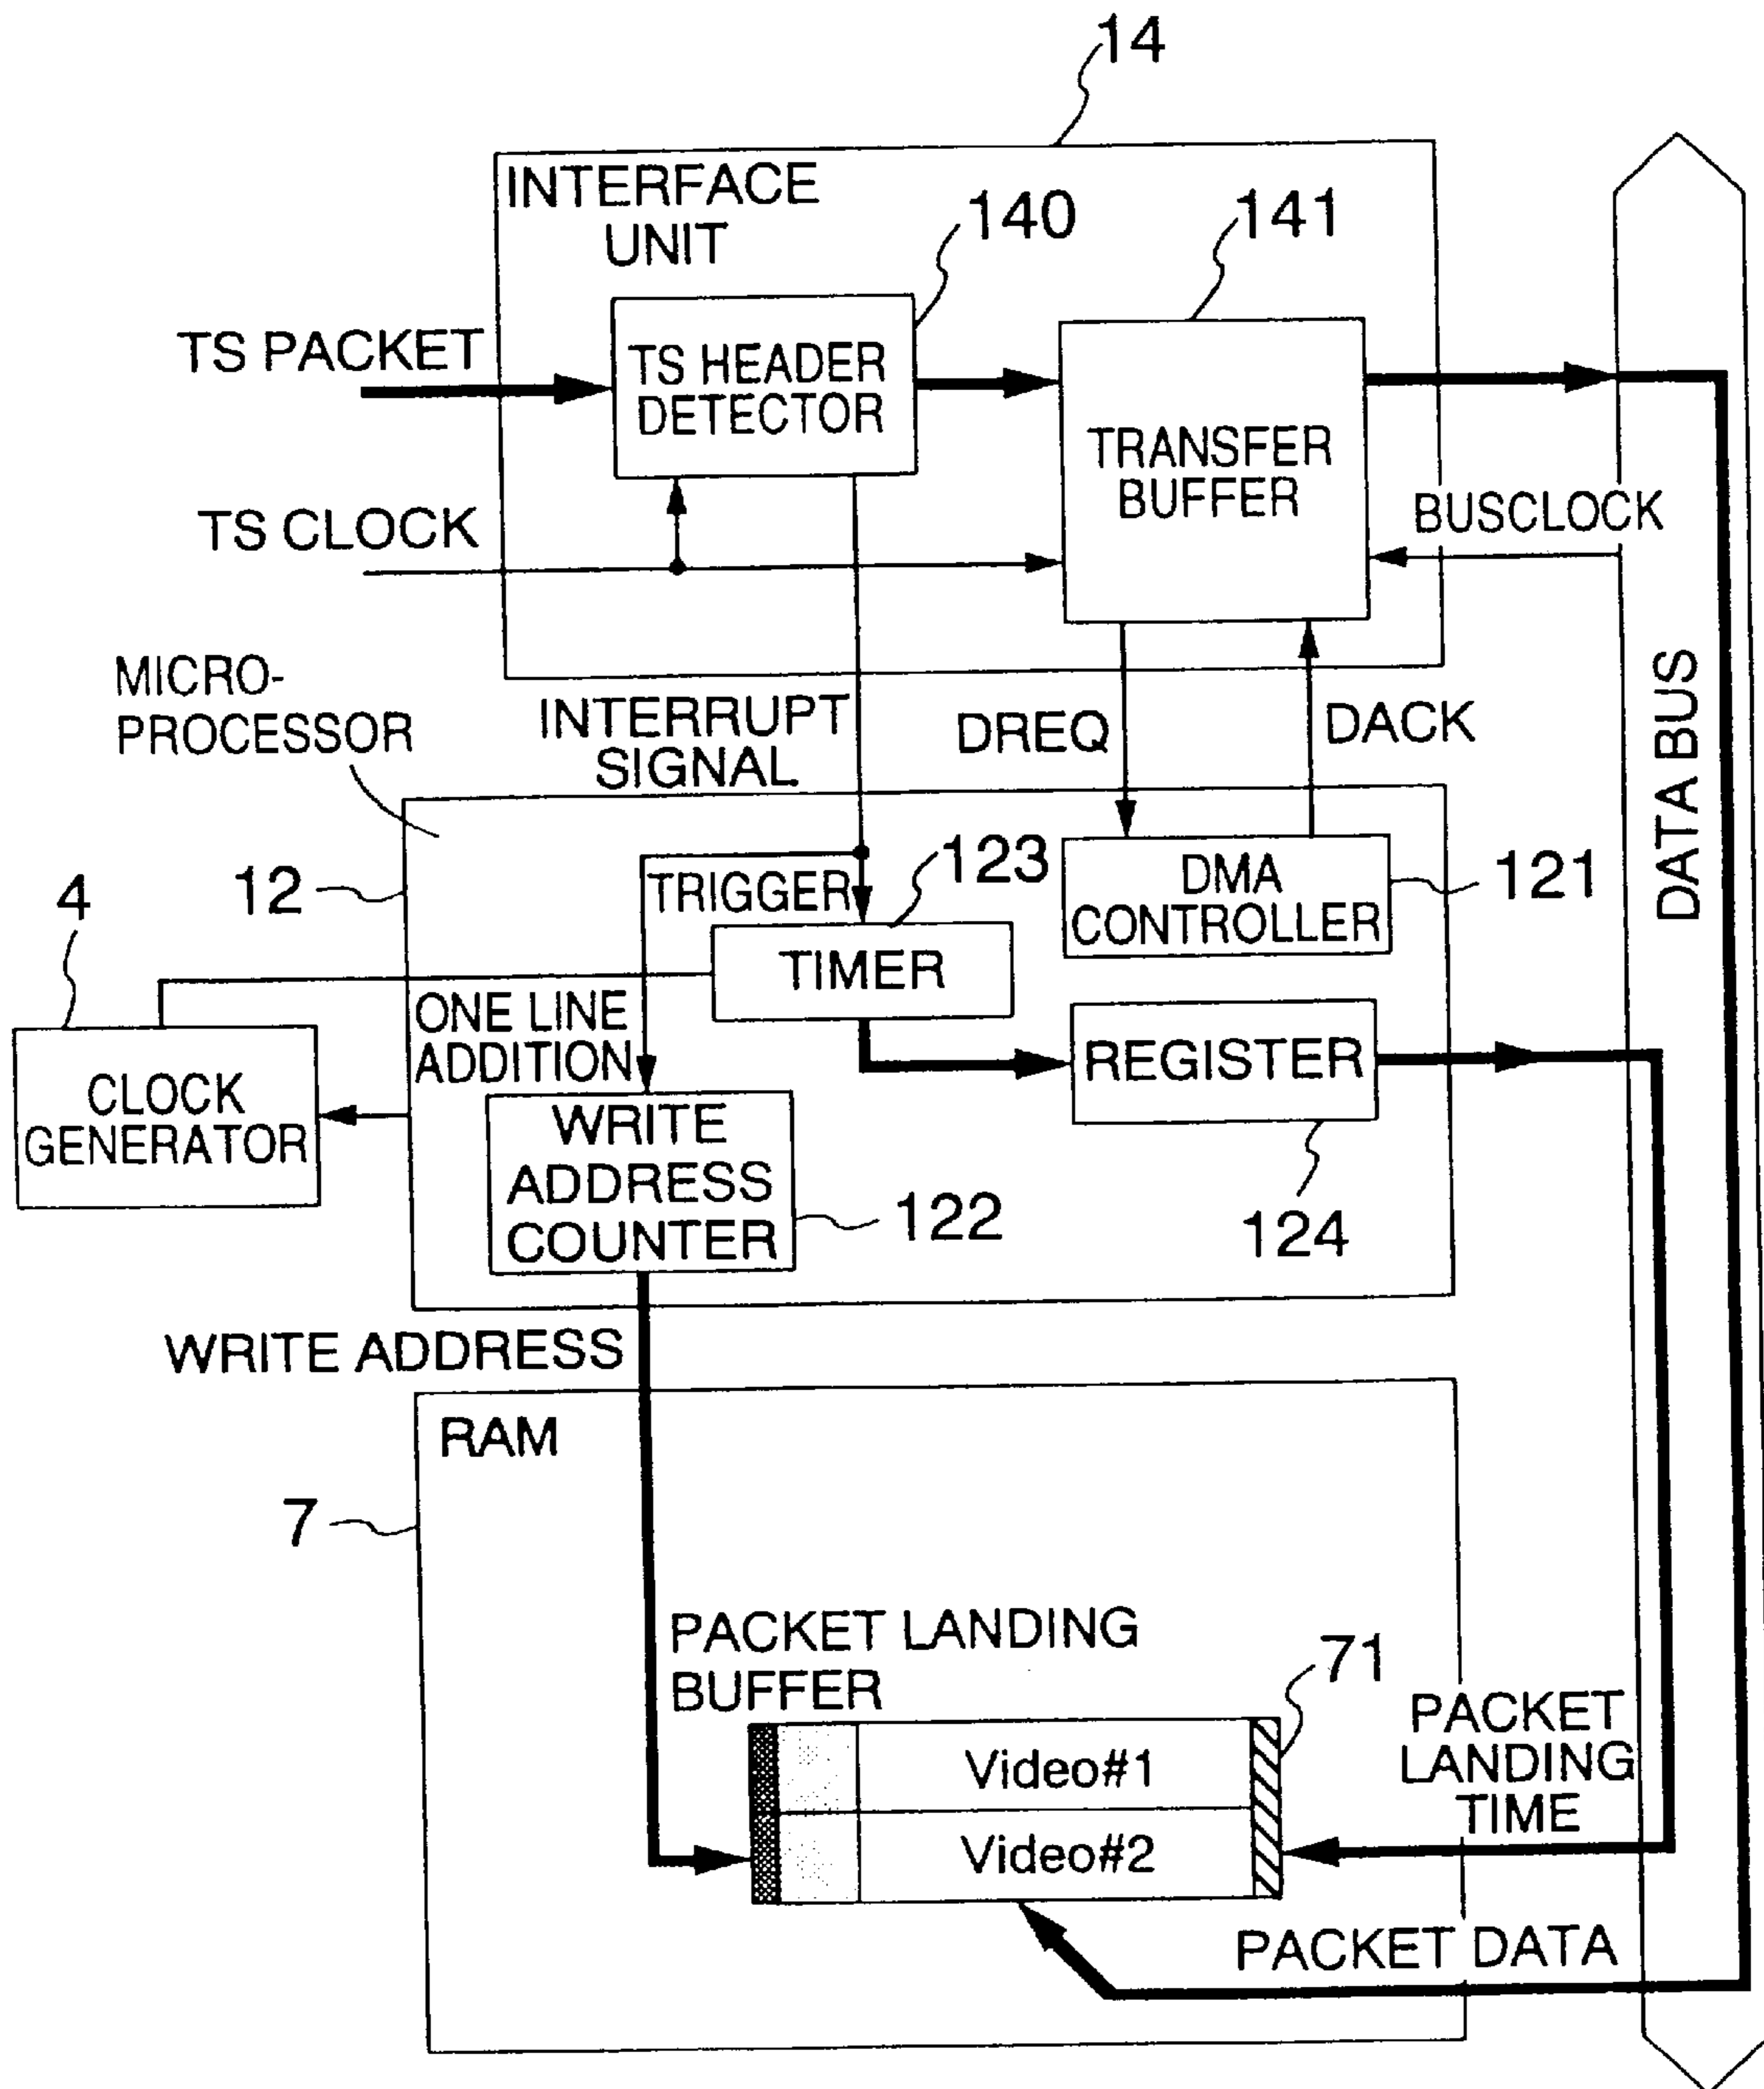 14
INTERFACE
UNIT
140
141
TS PACKET
TS HEADER
DETECTOR
TRANSFER
BUFFER
TS CLOCK
BUSCLOCK
MICRO-
PROCESSOR
INTERRUPT
SIGNAL
DREQ
DACK
DATA BUS
12
4
TRIGGER
123
DMA
CONTROLLER
121
TIMER
ONE LINE
ADDITION
REGISTER
CLOCK
GENERATOR
WRITE
ADDRESS
COUNTER
122
124
WRITE ADDRESS
RAM
7
PACKET LANDING
BUFFER
71
PACKET
LANDING
TIME
Video#1
Video#2
PACKET DATA